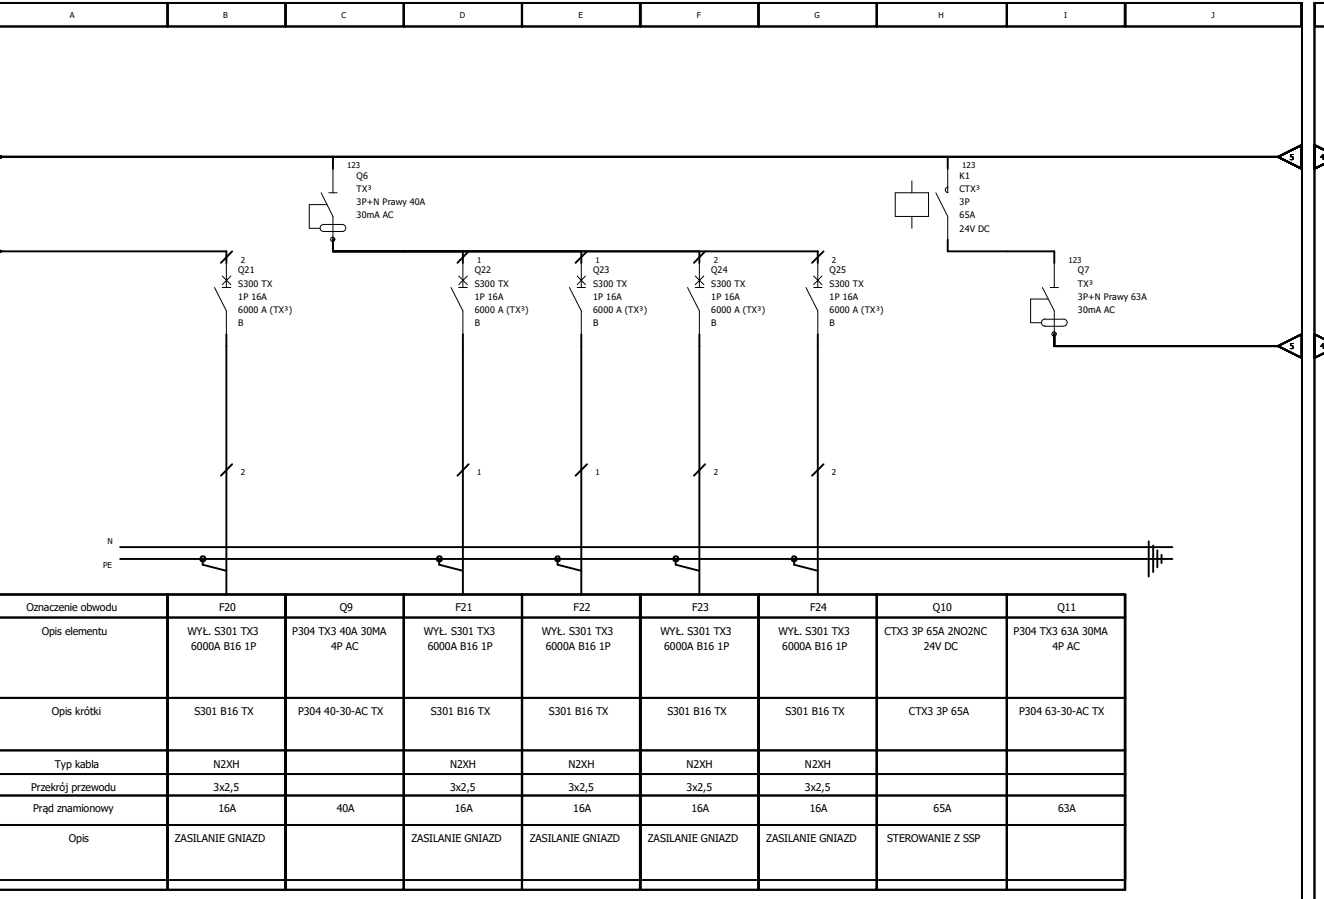 A B C D E F G H I J
123
Q6
TX³
3P+N Prawy 40A
30mA AC
123
K1
CTX³
3P
65A
24V DC
5 4
2
Q21
S300 TX
1P 16A
6000 A (TX³)
B
1
Q22
S300 TX
1P 16A
6000 A (TX³)
B
1
Q23
S300 TX
1P 16A
6000 A (TX³)
B
2
Q24
S300 TX
1P 16A
6000 A (TX³)
B
2
Q25
S300 TX
1P 16A
6000 A (TX³)
B
123
Q7
TX³
3P+N Prawy 63A
30mA AC
5 4
2 1 1 2 2
N
PE
Oznaczenie obwodu F20 Q9 F21 F22 F23 F24 Q10 Q11
Opis elementu WYŁ. S301 TX3 P304 TX3 40A 30MA WYŁ. S301 TX3 WYŁ. S301 TX3 WYŁ. S301 TX3 WYŁ. S301 TX3 CTX3 3P 65A 2NO2NC P304 TX3 63A 30MA
6000A B16 1P 4P AC 6000A B16 1P 6000A B16 1P 6000A B16 1P 6000A B16 1P 24V DC 4P AC
Opis krótki S301 B16 TX P304 40-30-AC TX S301 B16 TX S301 B16 TX S301 B16 TX S301 B16 TX CTX3 3P 65A P304 63-30-AC TX
Typ kabla N2XH N2XH N2XH N2XH N2XH
Przekrój przewodu 3x2,5 3x2,5 3x2,5 3x2,5 3x2,5
Prąd znamionowy 16A 40A 16A 16A 16A 16A 65A 63A
Opis ZASILANIE GNIAZD ZASILANIE GNIAZD ZASILANIE GNIAZD ZASILANIE GNIAZD ZASILANIE GNIAZD STEROWANIE Z SSP